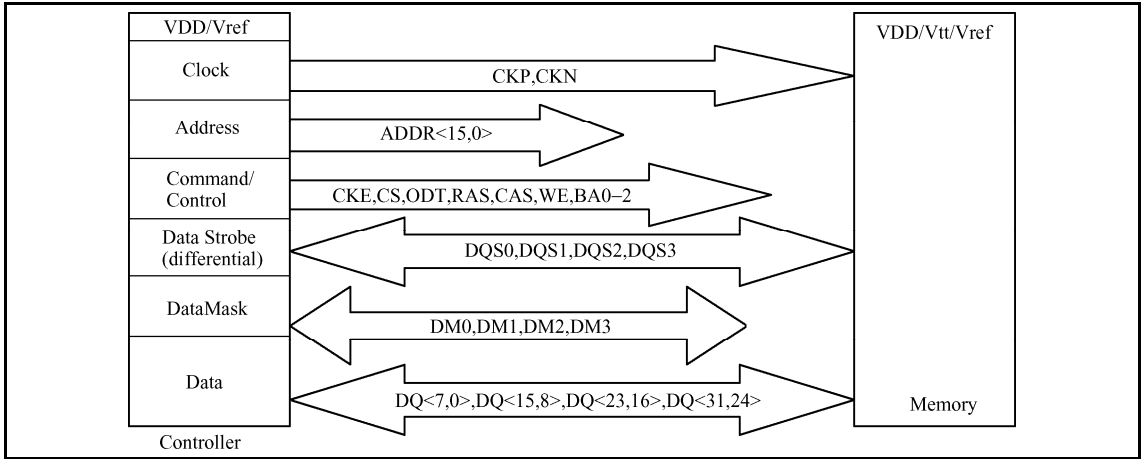 VDD/Vref
VDD/Vtt/Vref
Clock
CKP,CKN
Address
ADDR<15,0>
Command/
Control
CKE,CS,ODT,RAS,CAS,WE,BA0−2
Data Strobe
(differential)
DQS0,DQS1,DQS2,DQS3
DataMask
DM0,DM1,DM2,DM3
Data
DQ<7,0>,DQ<15,8>,DQ<23,16>,DQ<31,24>
Memory
Controller